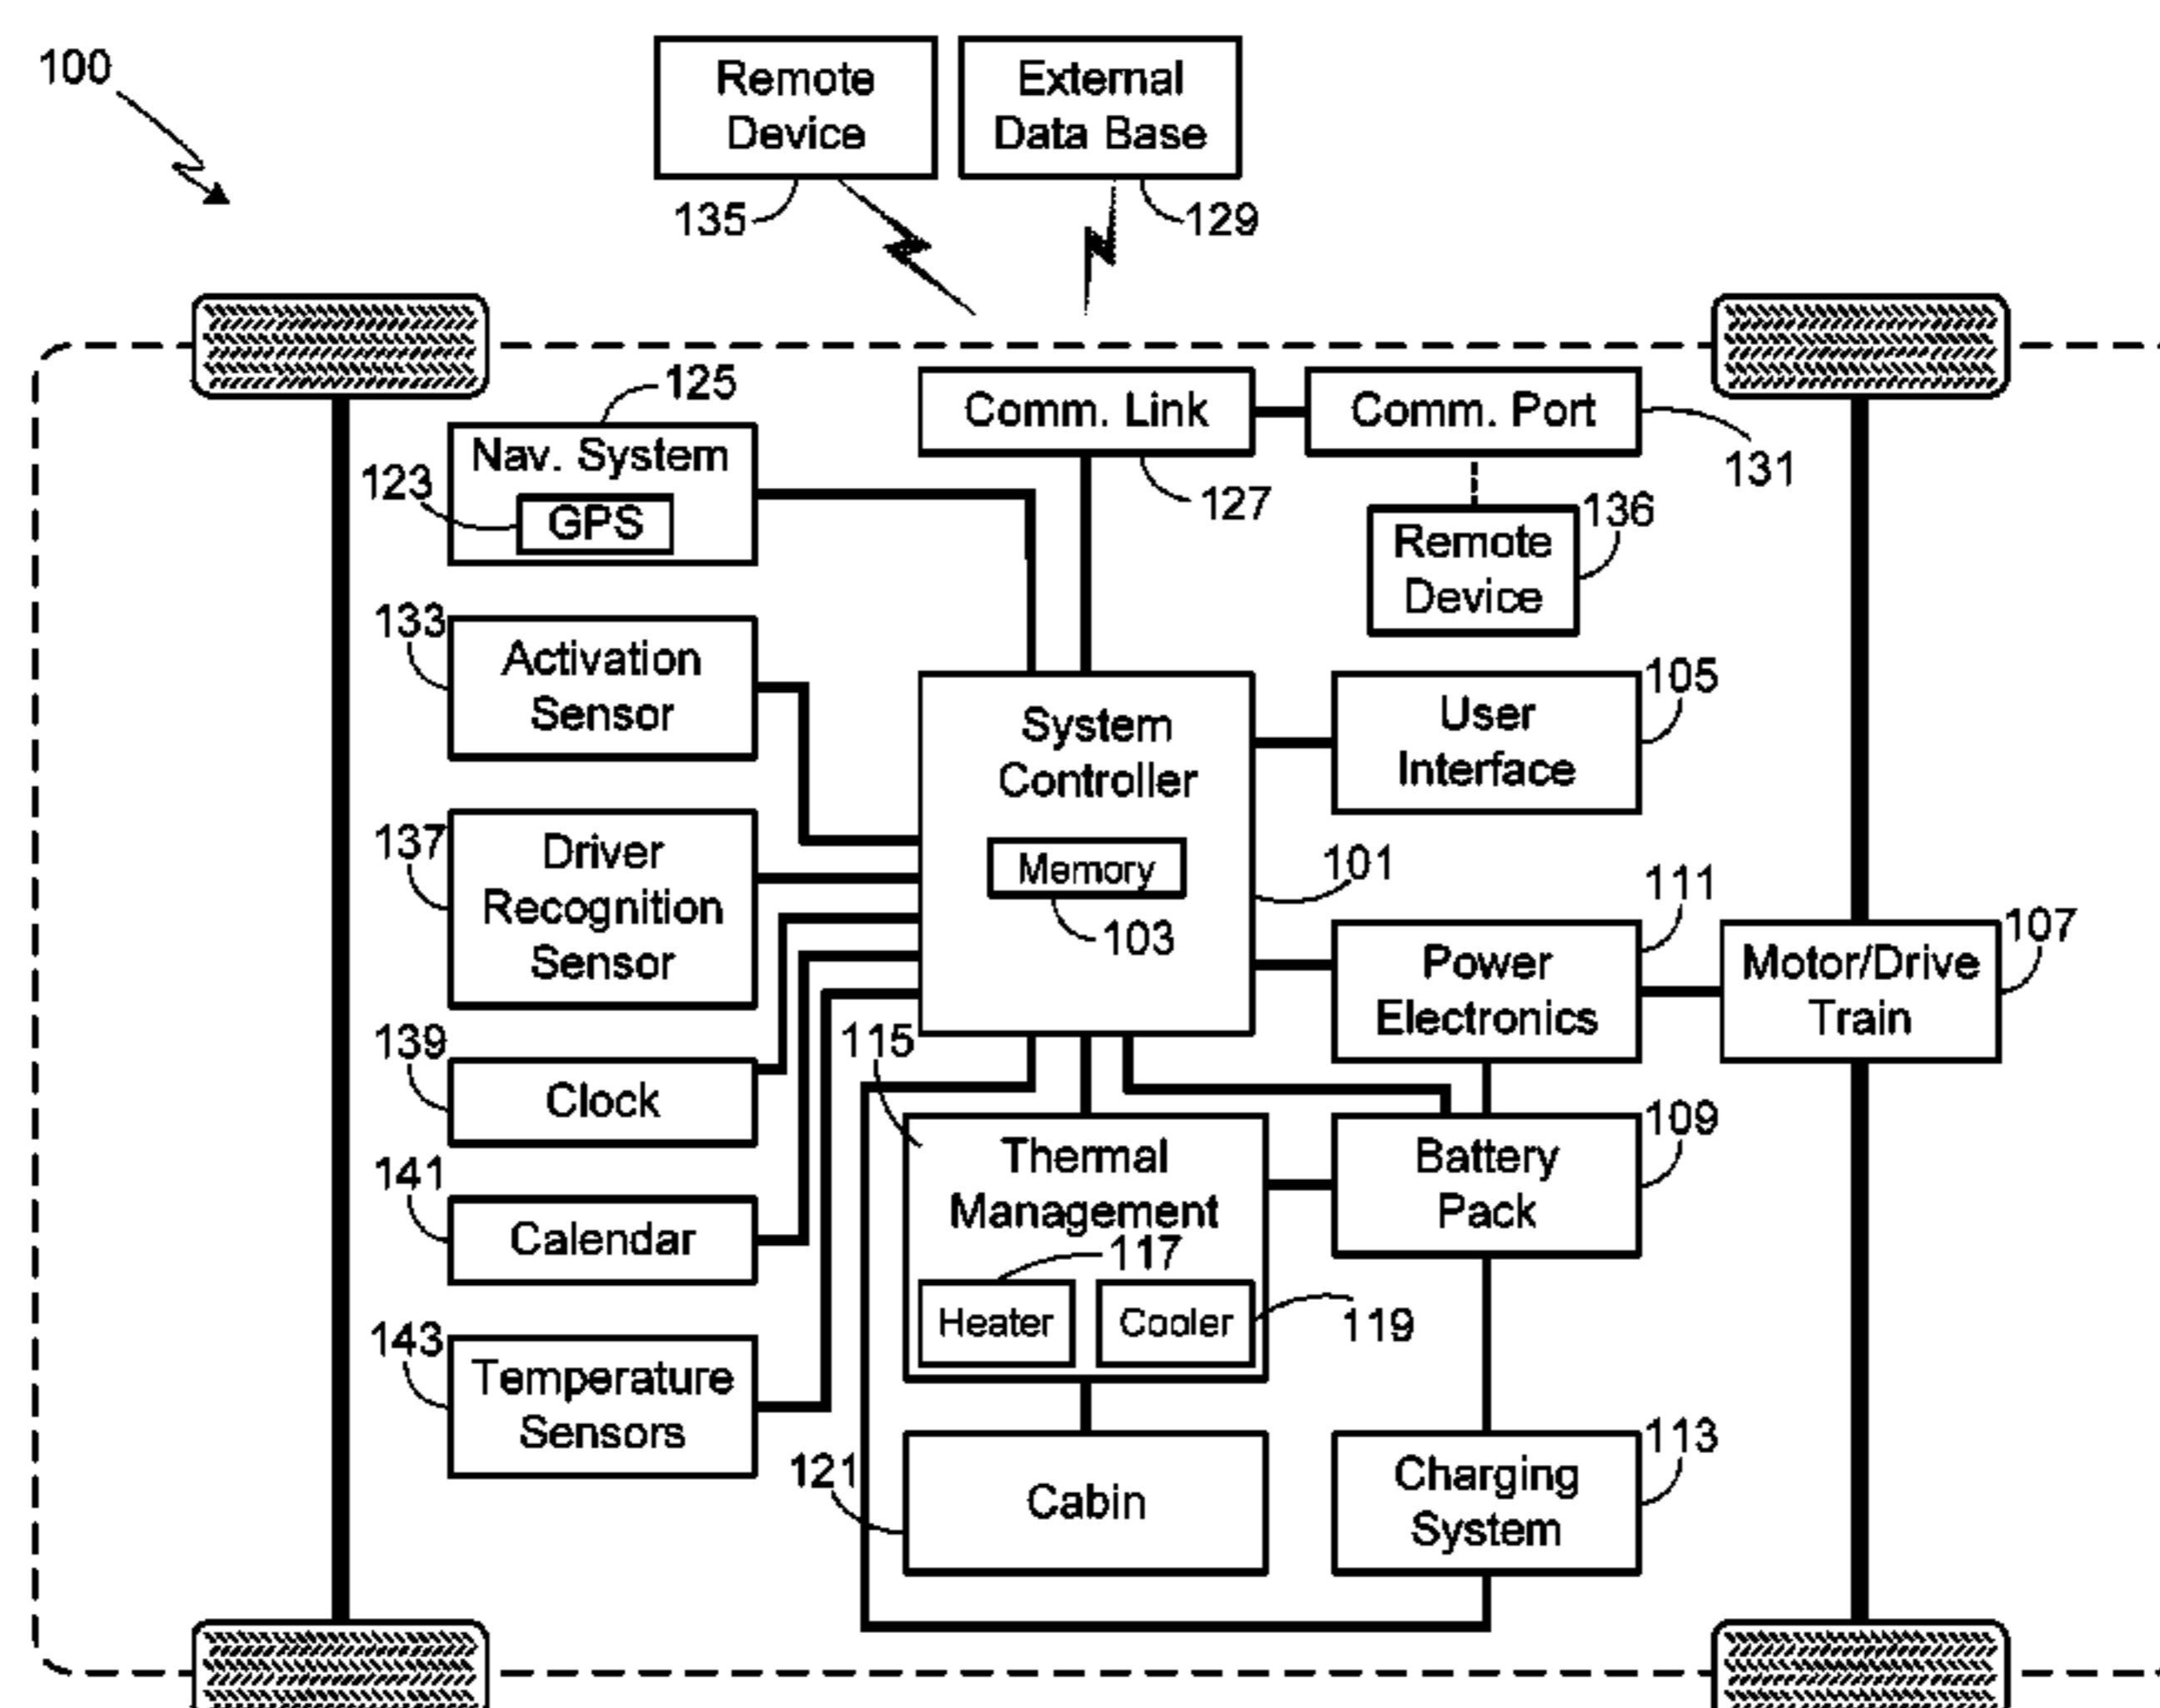 100
Remote
Device
External
Data Base
135
129
125
Nav. System
123
GPS
Comm. Link
Comm. Port
131
127
136
Remote
Device
133
Activation
Sensor
System
Controller
Memory
103
101
105
User
Interface
137
Driver
Recognition
Sensor
111
Power
Electronics
107
Motor/Drive
Train
139
Clock
115
Thermal
Management
117
Heater
Cooler
119
109
Battery
Pack
141
Calendar
143
Temperature
Sensors
121
Cabin
113
Charging
System